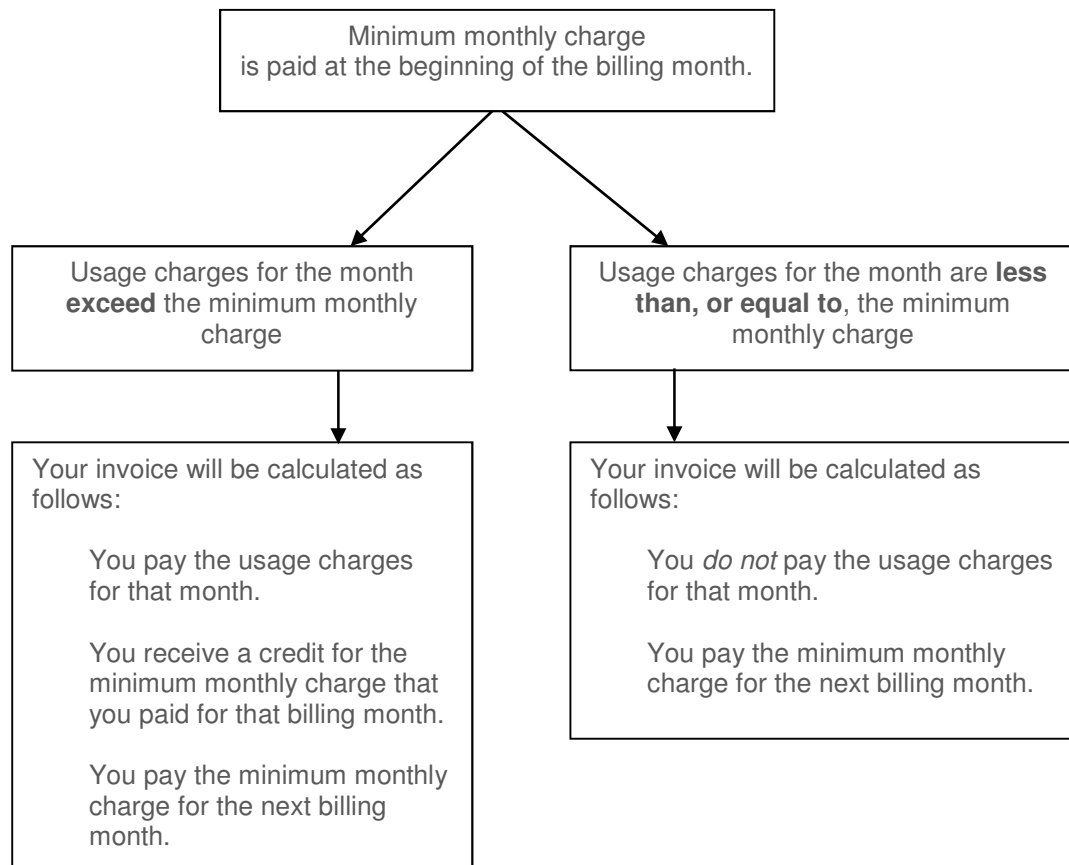 Minimum monthly charge
is paid at the beginning of the billing month.
Usage charges for the month
exceed the minimum monthly
charge
Usage charges for the month are less
than, or equal to, the minimum
monthly charge
Your invoice will be calculated as
follows:
You pay the usage charges
for that month.
You receive a credit for the
minimum monthly charge that
you paid for that billing month.
You pay the minimum monthly
charge for the next billing
month.
Your invoice will be calculated as
follows:
You do not pay the usage charges
for that month.
You pay the minimum monthly
charge for the next billing month.